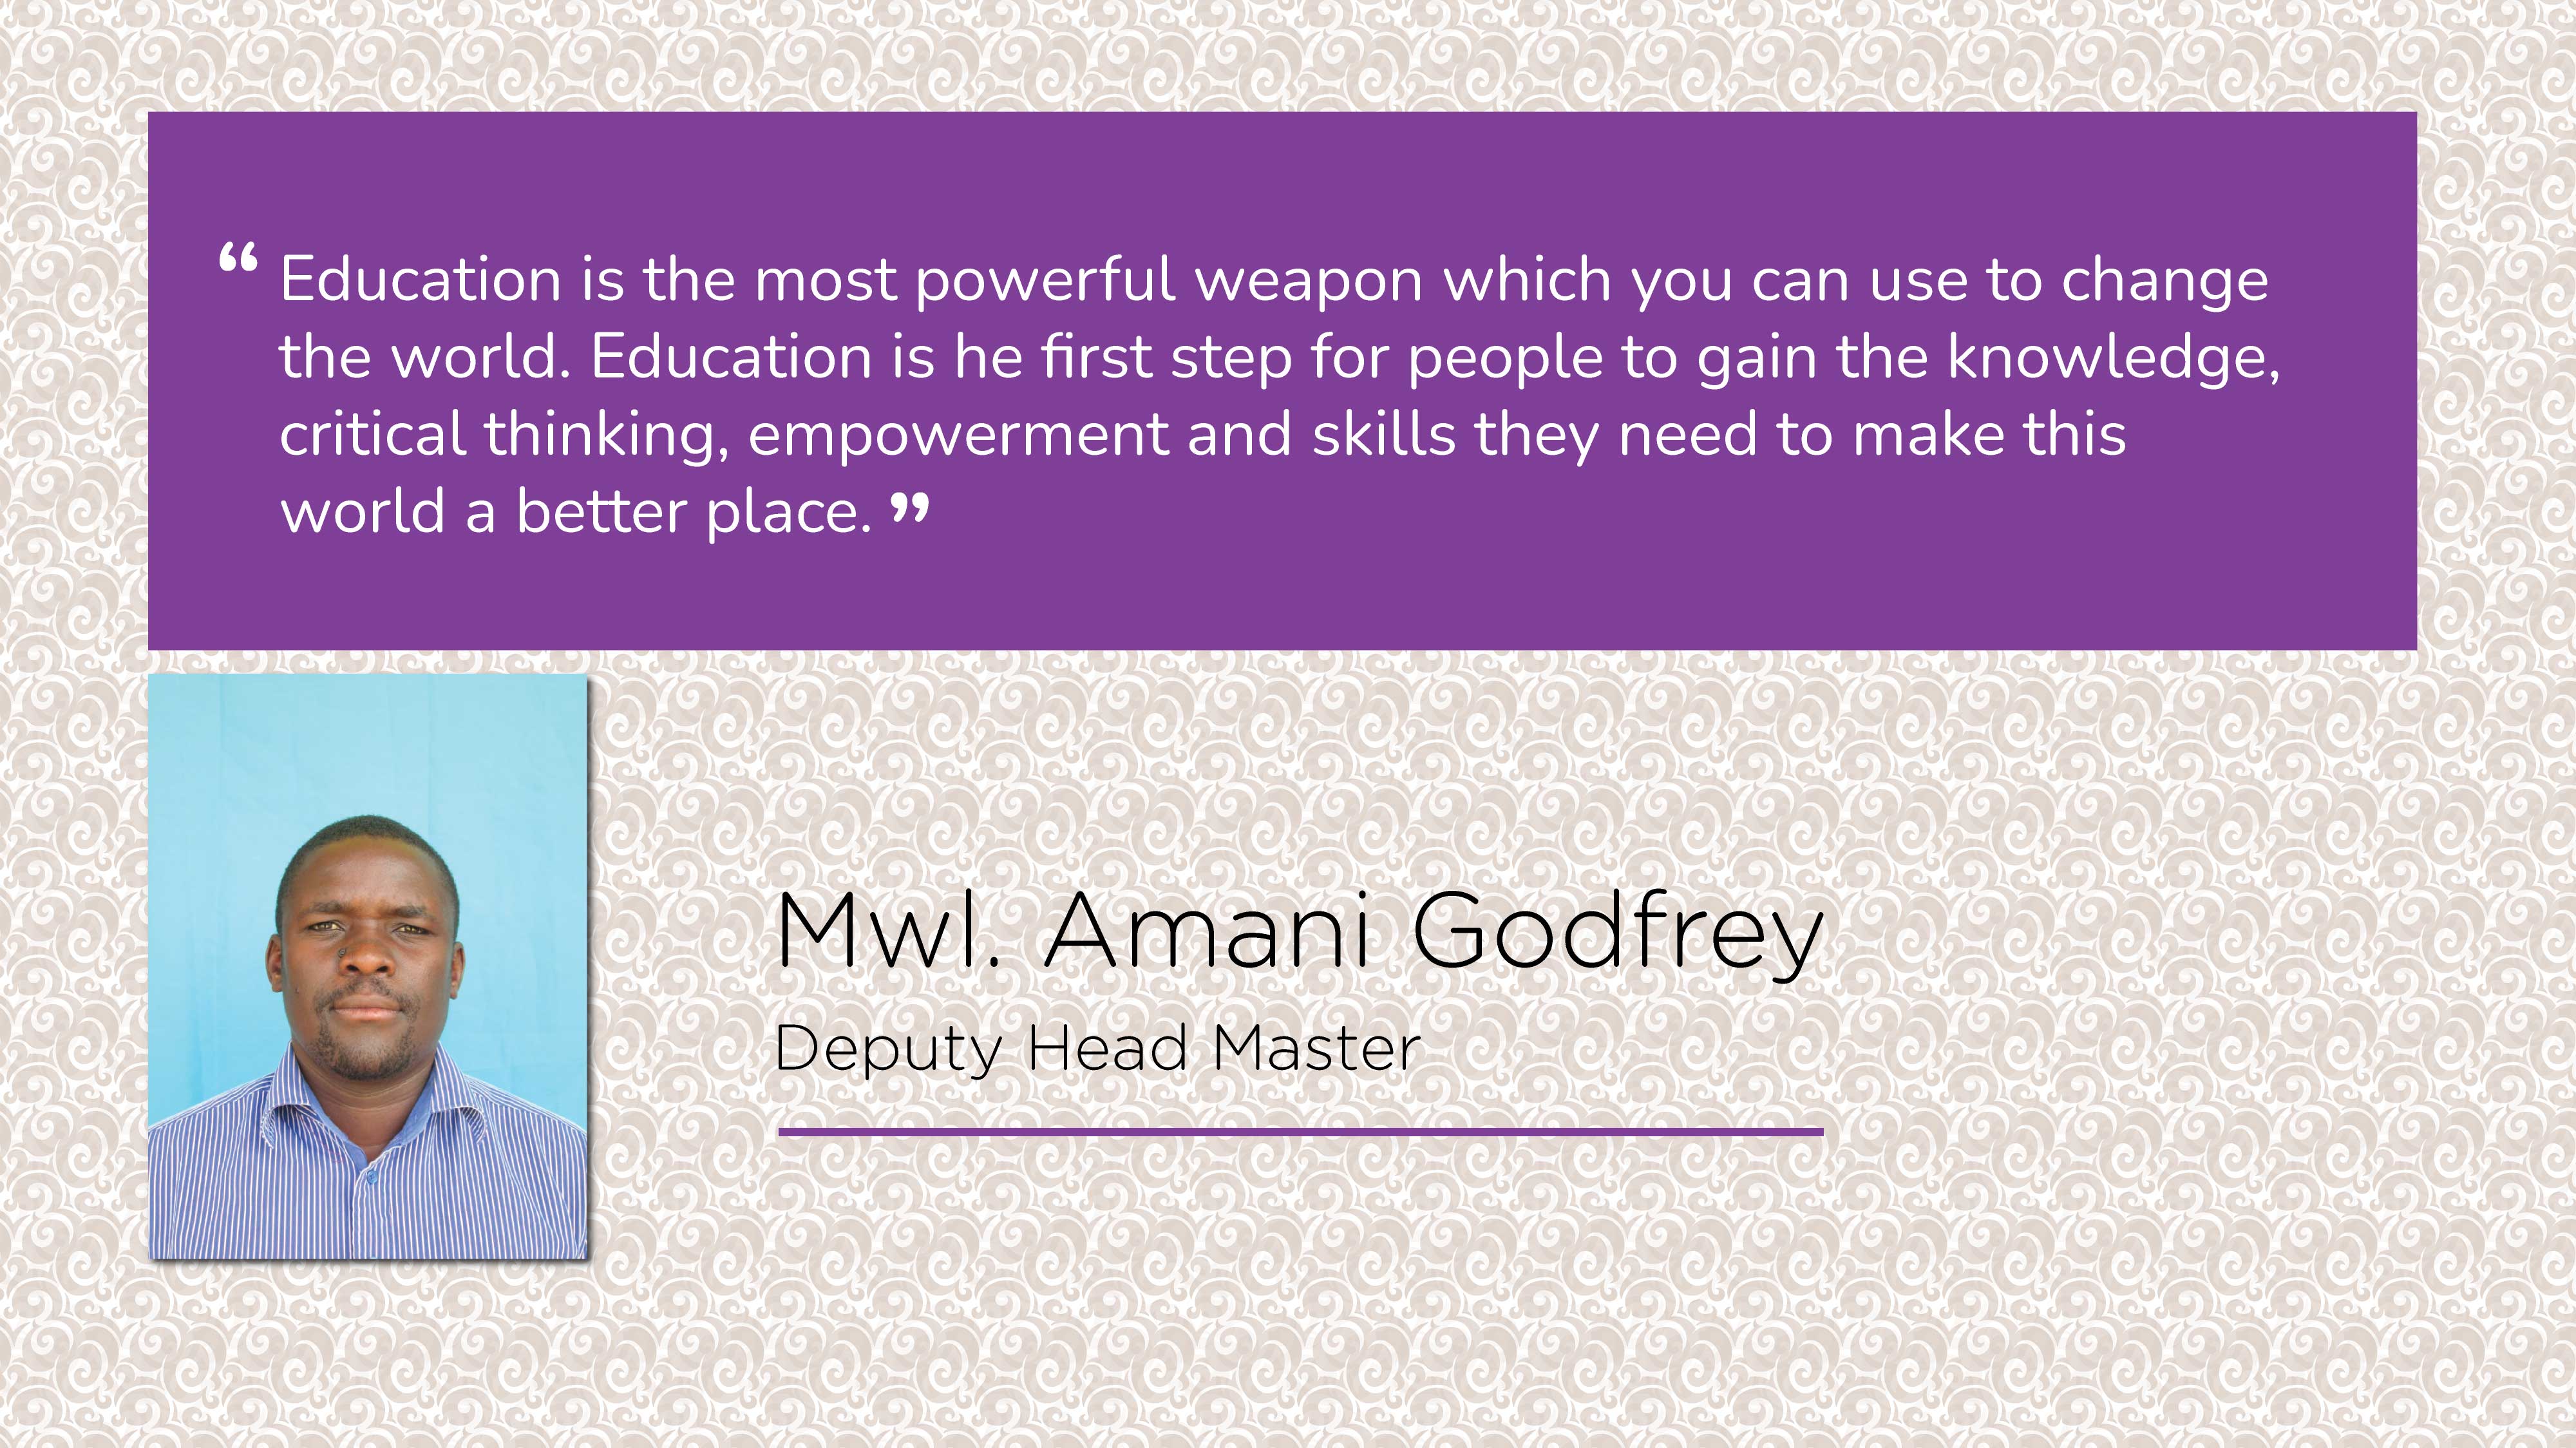 “ Education is the most powerful weapon which you can use to change
the world. Education is he first step for people to gain the knowledge,
critical thinking, empowerment and skills they need to make this
world a better place. ”
Mwl. Amani Godfrey
Deputy Head Master